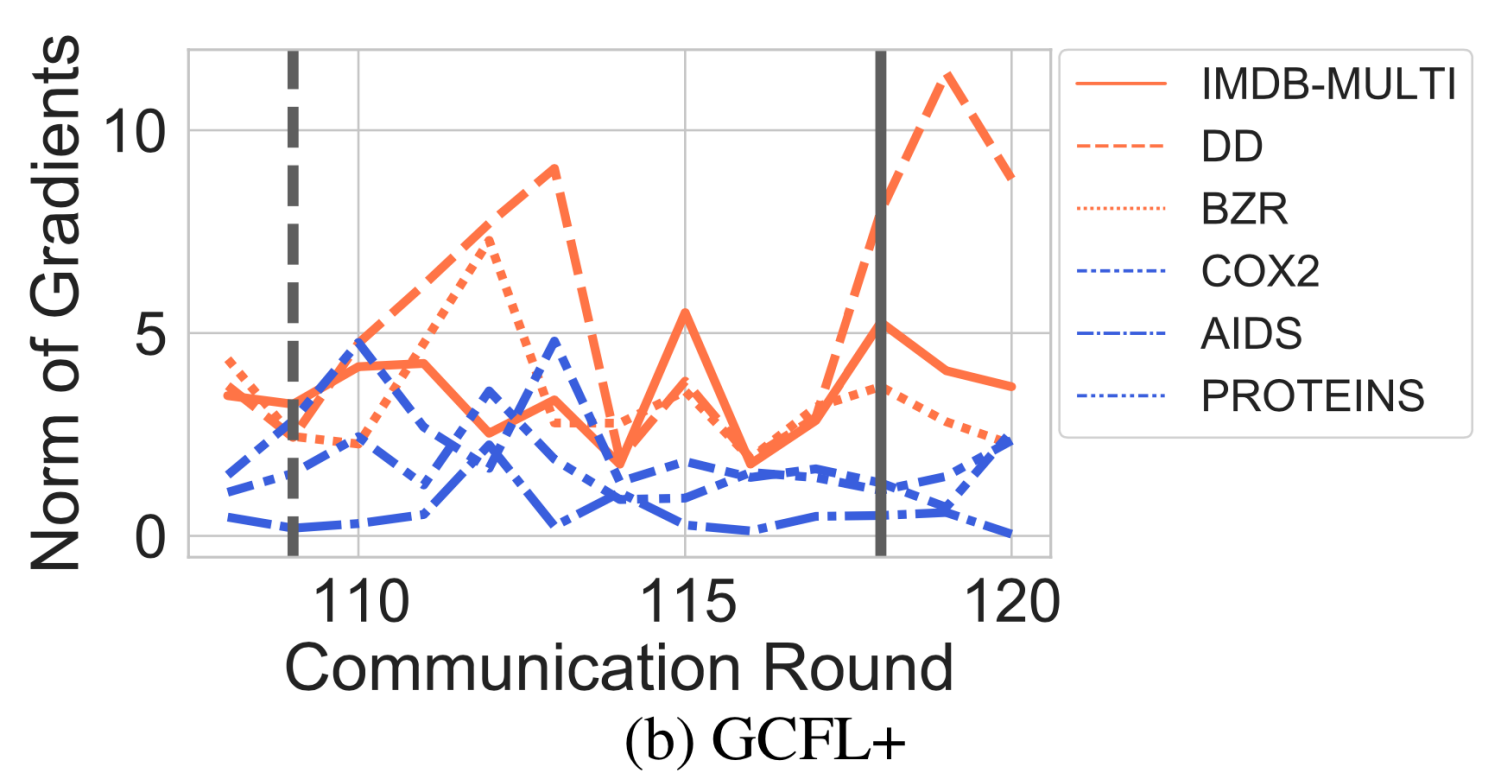 Norm of Gradients
10
5
0
110 115 120
Communication Round
IMDB-MULTI
DD
BZR
COX2
AIDS
PROTEINS
(b) GCFL+